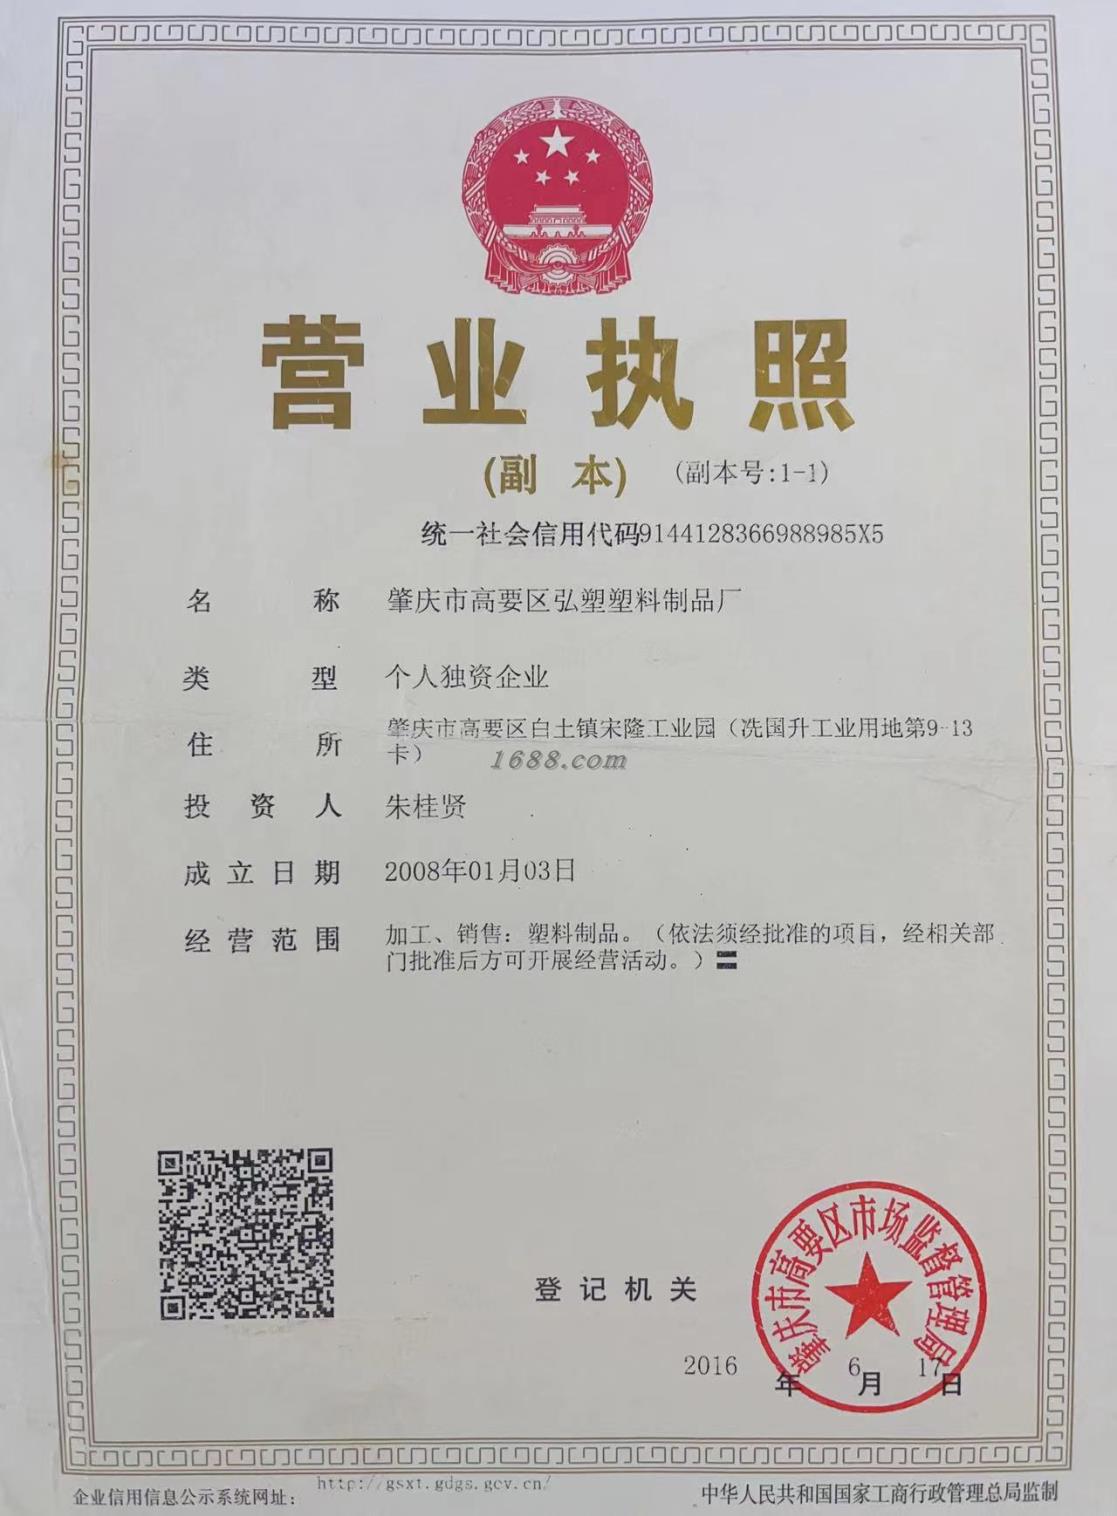 营业执照
(副 本) (副本号:1-1)
统一社会信用代码9144128366988985X5
名称 肇庆市高要区弘塑塑料制品厂
类型 个人独资企业
住所 肇庆市高要区白土镇宋隆工业园（冼国升工业用地第9-13
卡）
1688.com
投资人 朱桂贤
成立日期 2008年01月03日
经营范围 加工、销售：塑料制品。（依法须经批准的项目，经相关部
门批准后方可开展经营活动。）〓
肇庆市高要区市场监督管理局
登记机关
2016 年 6 月 17 日
企业信用信息公示系统网址： http://gsxt.gdgs.gov.cn/
中华人民共和国国家工商行政管理总局监制